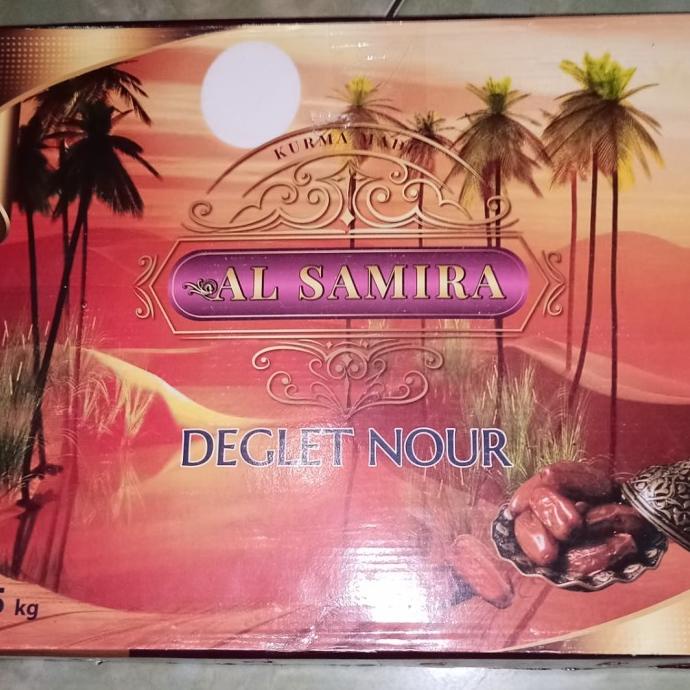 KURMA MADU
AL SAMIRA
DEGLET NOUR
5 kg